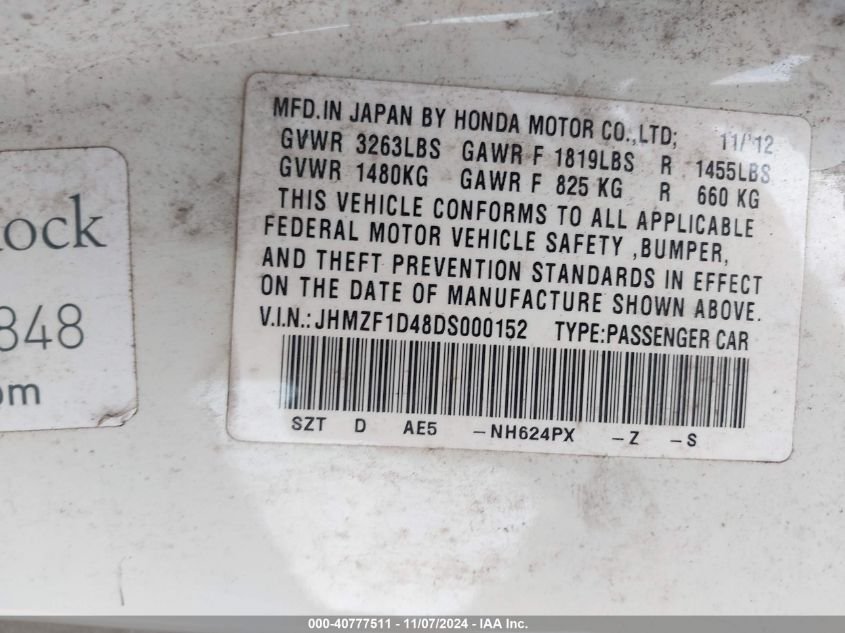 MFD.IN JAPAN BY HONDA MOTOR CO.,LTD; 11/'12
GVWR 3263LBS GAWR F 1819LBS R 1455LBS
GVWR 1480KG GAWR F 825 KG R 660 KG
THIS VEHICLE CONFORMS TO ALL APPLICABLE
FEDERAL MOTOR VEHICLE SAFETY ,BUMPER,
AND THEFT PREVENTION STANDARDS IN EFFECT
ON THE DATE OF MANUFACTURE SHOWN ABOVE.
V.I.N.: JHMZF1D48DS000152 TYPE:PASSENGER CAR
SZT D AE5 -NH624PX -Z -S
848
000-40777511 - 11/07/2024 - IAA Inc.